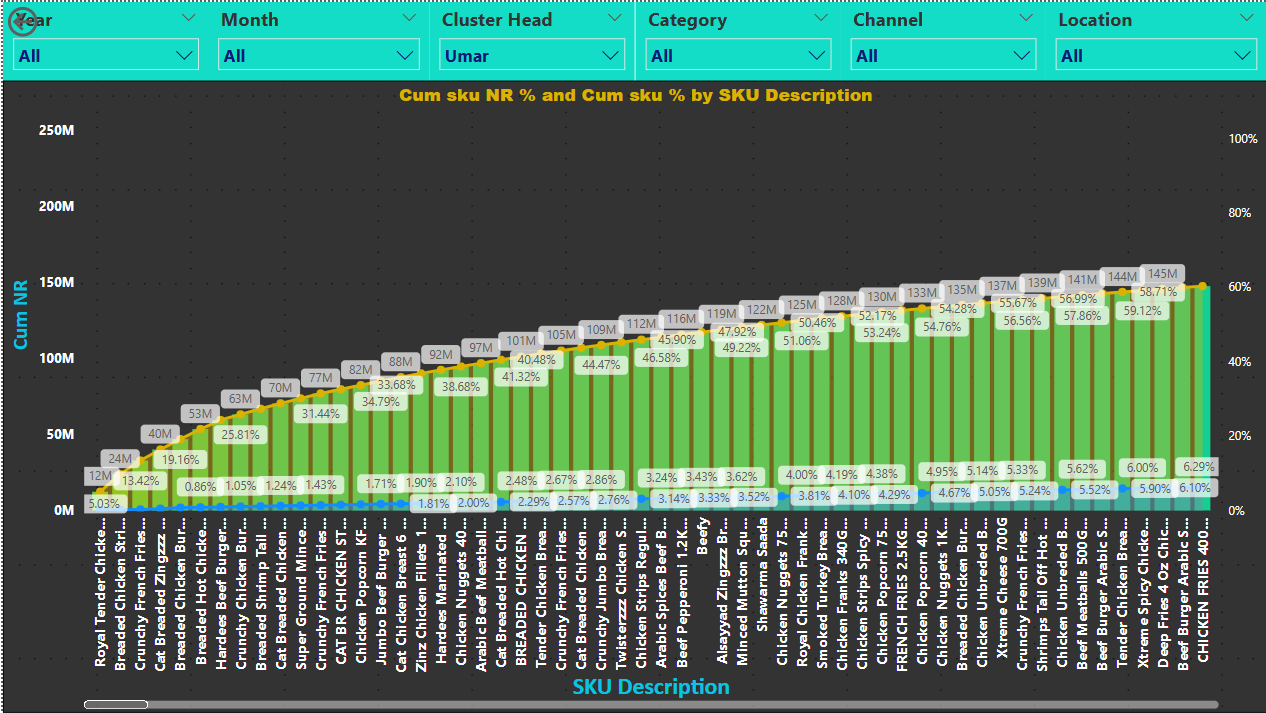 Year
Month
Cluster Head
Category
Channel
Location
All
All
Umar
All
All
All
Cum sku NR % and Cum sku % by SKU Description
250M
200M
150M
100M
50M
0M
Cum NR
100%
80%
60%
40%
20%
0%
12M
24M
40M
53M
63M
70M
77M
82M
88M
92M
97M
101M
105M
109M
112M
116M
119M
122M
125M
128M
130M
133M
135M
137M
139M
141M
144M
145M
5.03%
13.42%
19.16%
25.81%
31.44%
34.79%
33.68%
38.68%
41.32%
40.48%
44.47%
46.58%
45.90%
49.22%
47.92%
51.06%
50.46%
53.24%
52.17%
54.76%
54.28%
56.56%
55.67%
57.86%
56.99%
59.12%
58.71%
0.86%
1.05%
1.24%
1.43%
1.71%
1.90%
1.81%
2.10%
2.00%
2.48%
2.29%
2.67%
2.57%
2.86%
2.76%
3.24%
3.14%
3.43%
3.33%
3.62%
3.52%
4.00%
3.81%
4.19%
4.10%
4.38%
4.29%
4.95%
4.67%
5.14%
5.05%
5.33%
5.24%
5.62%
5.52%
6.00%
5.90%
6.29%
6.10%
Royal Tender Chicke...
Breaded Chicken Stri...
Crunchy French Fries...
Cat Breaded Zingzzz ...
Breaded Chicken Bur...
Breaded Hot Chicke...
Hardees Beef Burger...
Crunchy Chicken Bur...
Breaded Shrimp Tail ...
Cat Breaded Chicken...
Super Ground Mince...
Crunchy French Fries...
CAT BR CHICKEN ST...
Chicken Popcorn KF...
Jumbo Beef Burger ...
Cat Chicken Breast 6 ...
Zinz Chicken Fillets 1...
Hardees Marinated ...
Chicken Nuggets 40...
Arabic Beef Meatball...
Cat Breaded Hot Chi...
BREADED CHICKEN ...
Tender Chicken Brea...
Crunchy French Fries...
Cat Breaded Chicken...
Crunchy Jumbo Brea...
Twisterzzz Chicken S...
Chicken Strips Regul...
Arabic Spices Beef B...
Beef Pepperoni 1.2K...
Beefy
Alsayyad Zingzzz Br...
Minced Mutton Squ...
Shawarma Saada
Chicken Nuggets 75...
Royal Chicken Frank...
Smoked Turkey Brea...
Chicken Franks 340G...
Chicken Strips Spicy ...
Chicken Popcorn 75...
FRENCH FRIES 2.5KG...
Chicken Popcorn 40...
Chicken Nuggets 1K...
Breaded Chicken Bur...
Chicken Unbreded B...
Xtreme Cheese 700G
Crunchy French Fries...
Shrimps Tail Off Hot ...
Chicken Unbreded B...
Beef Meatballs 500G...
Beef Burger Arabic S...
Tender Chicken Brea...
Xtreme Spicy Chicke...
Deep Fries 4 Oz Chic...
Beef Burger Arabic S...
CHICKEN FRIES 400...
SKU Description